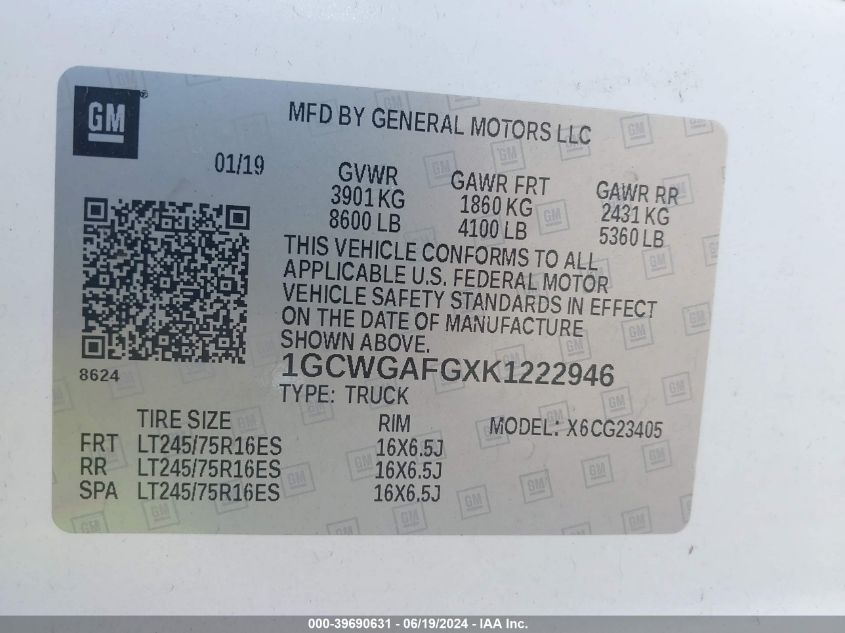 GM®
MFD BY GENERAL MOTORS LLC
01/19
GVWR
3901 KG
8600 LB
GAWR FRT
1860 KG
4100 LB
GAWR RR
2431 KG
5360 LB
THIS VEHICLE CONFORMS TO ALL
APPLICABLE U.S. FEDERAL MOTOR
VEHICLE SAFETY STANDARDS IN EFFECT
ON THE DATE OF MANUFACTURE
SHOWN ABOVE.
8624
1GCWGAFGXK1222946
TYPE: TRUCK
TIRE SIZE RIM MODEL: X6CG23405
FRT LT245/75R16ES 16X6.5J
RR LT245/75R16ES 16X6.5J
SPA LT245/75R16ES 16X6.5J
000-39690631 - 06/19/2024 - IAAI, Inc.